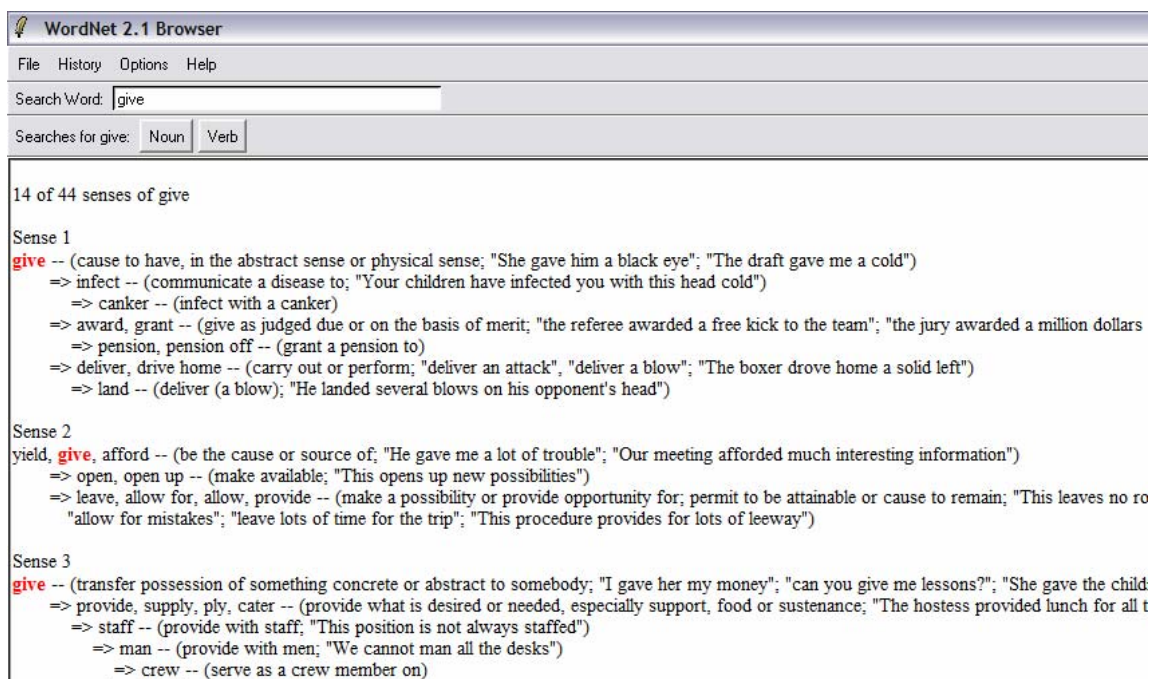 WordNet 2.1 Browser
File History Options Help
Search Word: give
Searches for give: Noun Verb
14 of 44 senses of give
Sense 1
give -- (cause to have, in the abstract sense or physical sense; "She gave him a black eye"; "The draft gave me a cold")
=> infect -- (communicate a disease to; "Your children have infected you with this head cold")
=> canker -- (infect with a canker)
=> award, grant -- (give as judged due or on the basis of merit; "the referee awarded a free kick to the team"; "the jury awarded a million dollars
=> pension, pension off -- (grant a pension to)
=> deliver, drive home -- (carry out or perform; "deliver an attack", "deliver a blow"; "The boxer drove home a solid left")
=> land -- (deliver (a blow); "He landed several blows on his opponent's head")
Sense 2
yield, give, afford -- (be the cause or source of; "He gave me a lot of trouble"; "Our meeting afforded much interesting information")
=> open, open up -- (make available; "This opens up new possibilities")
=> leave, allow for, allow, provide -- (make a possibility or provide opportunity for; permit to be attainable or cause to remain; "This leaves no ro
"allow for mistakes"; "leave lots of time for the trip"; "This procedure provides for lots of leeway")
Sense 3
give -- (transfer possession of something concrete or abstract to somebody; "I gave her my money"; "can you give me lessons?"; "She gave the child
=> provide, supply, ply, cater -- (provide what is desired or needed, especially support, food or sustenance; "The hostess provided lunch for all t
=> staff -- (provide with staff; "This position is not always staffed")
=> man -- (provide with men; "We cannot man all the desks")
=> crew -- (serve as a crew member on)